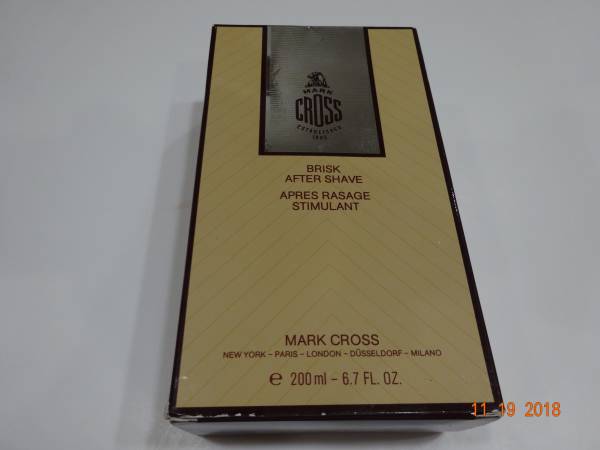 MARK
CROSS
ESTABLISHED
BRISK
AFTER SHAVE
APRES RASAGE
STIMULANT
MARK CROSS
NEW YORK - PARIS - LONDON - DÜSSELDORF - MILANO
e 200 ml - 6.7 FL. OZ.
11 19 2018